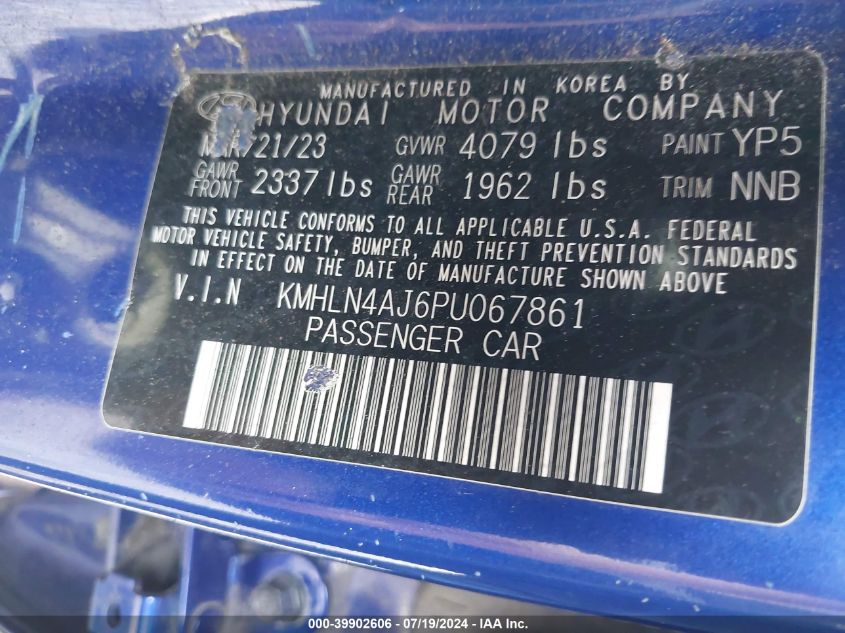 MANUFACTURED IN KOREA BY
HYUNDAI MOTOR COMPANY
/21/23 GVWR 4079 lbs PAINT YP5
GAWR FRONT 2337 lbs GAWR REAR 1962 lbs TRIM NNB
THIS VEHICLE CONFORMS TO ALL APPLICABLE U.S.A. FEDERAL
MOTOR VEHICLE SAFETY, BUMPER, AND THEFT PREVENTION STANDARDS
IN EFFECT ON THE DATE OF MANUFACTURE SHOWN ABOVE
V.I.N KMHLN4AJ6PU067861
PASSENGER CAR
000-39902606 / 07/19/2024 - IAA Inc.